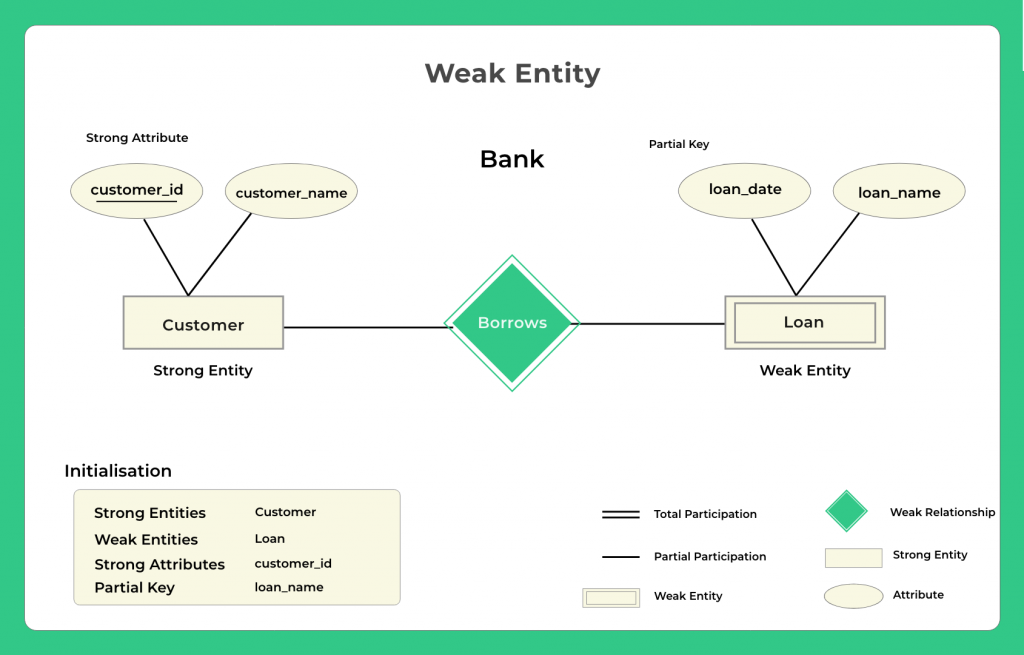 Weak Entity
Strong Attribute
Bank
Partial Key
customer_id
customer_name
loan_date
loan_name
Customer
Borrows
Loan
Strong Entity
Weak Entity
Initialisation
Strong Entities Customer
Weak Entities Loan
Strong Attributes customer_id
Partial Key loan_name
Total Participation
Weak Relationship
Partial Participation
Strong Entity
Weak Entity
Attribute